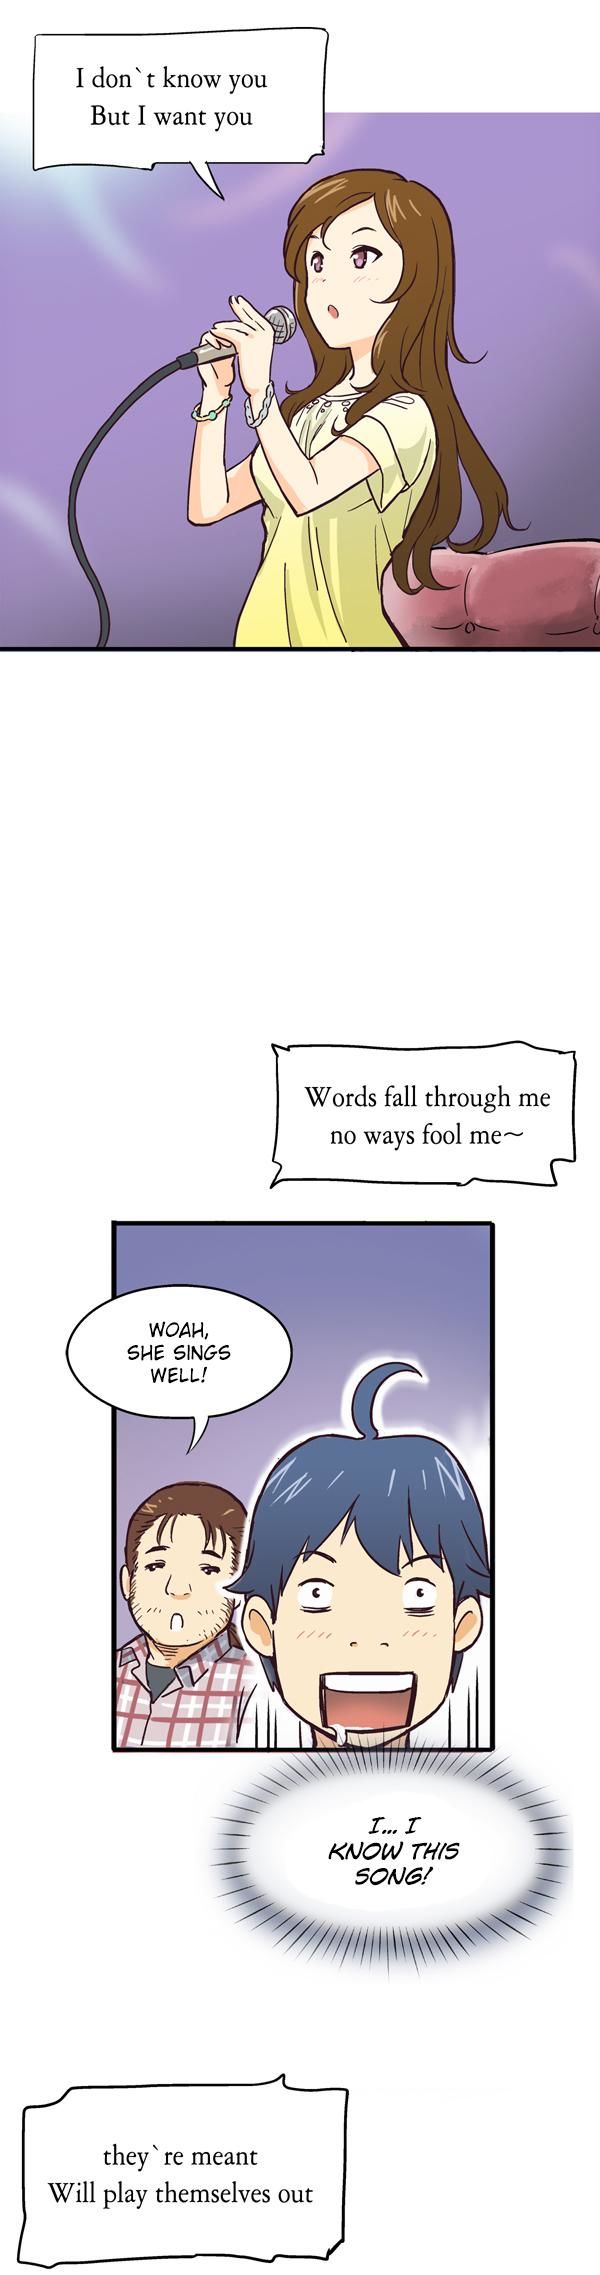 I don`t know you
But I want you
Words fall through me
no ways fool me~
WOAH,
SHE SINGS
WELL!
I... I
KNOW THIS
SONG!
they`re meant
Will play themselves out